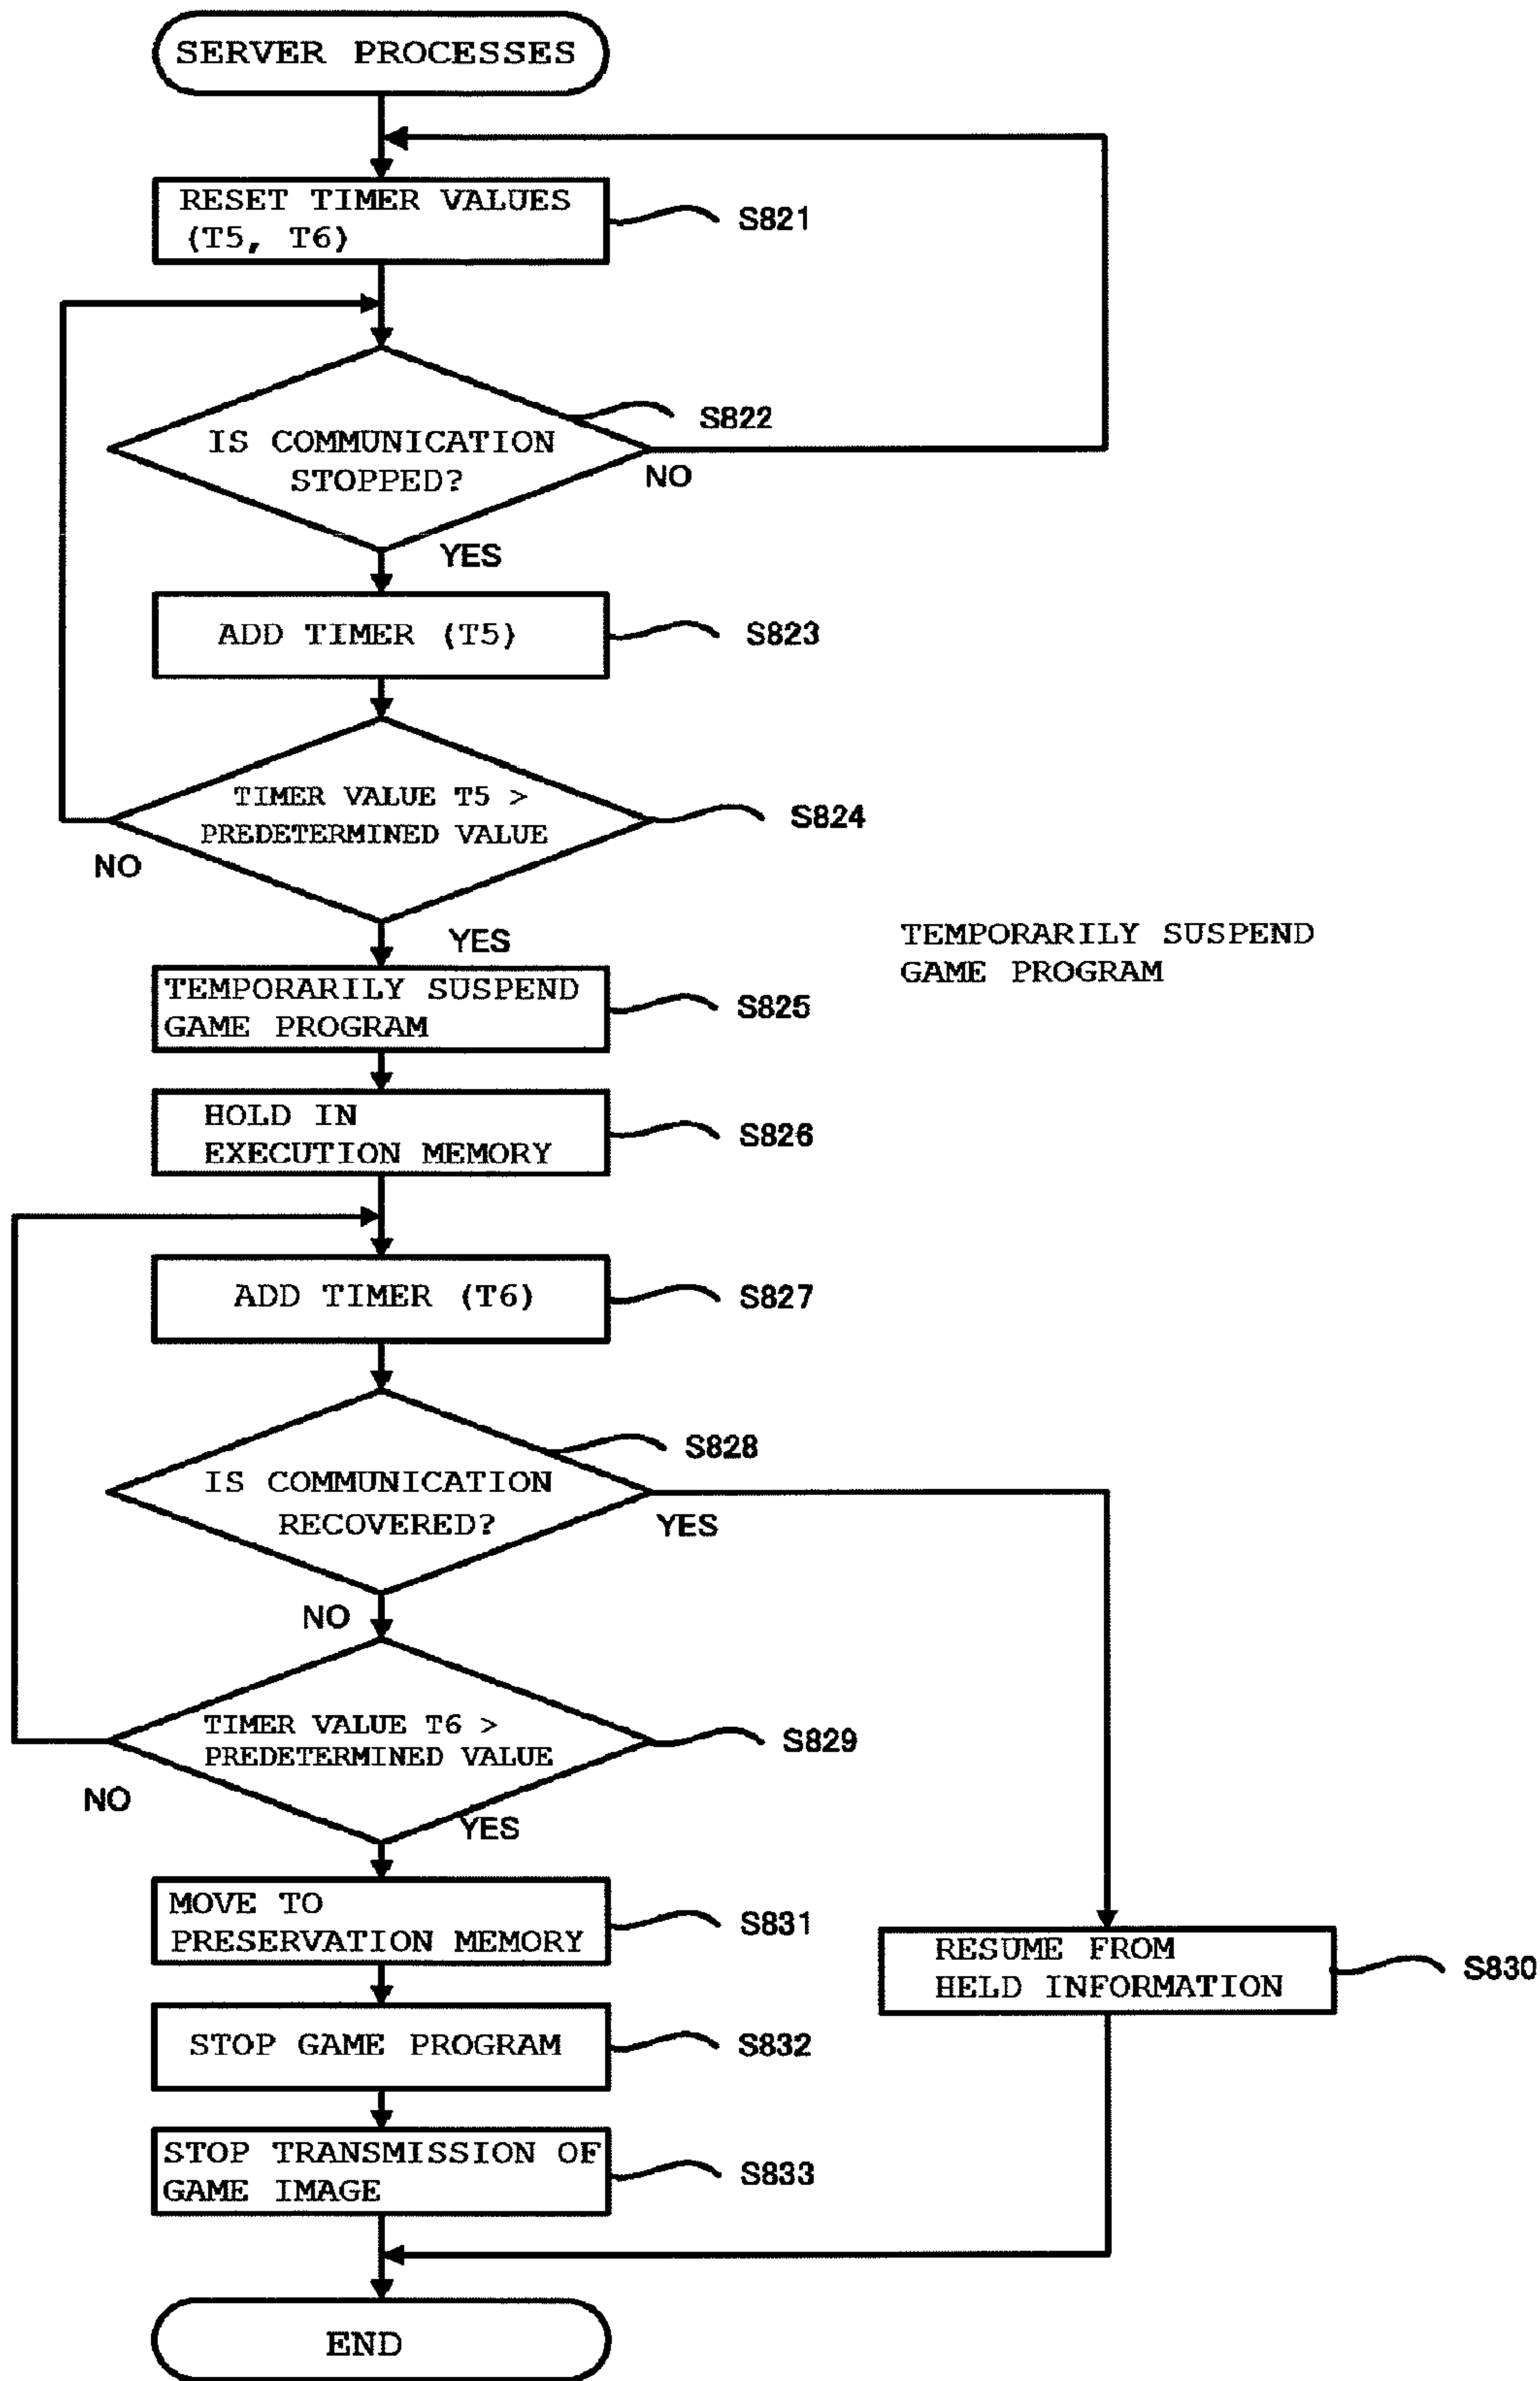 SERVER PROCESSES
RESET TIMER VALUES
(T5, T6)
S821
S822
IS COMMUNICATION
STOPPED?
NO
YES
ADD TIMER (T5)
S823
TIMER VALUE T5 >
PREDETERMINED VALUE
S824
NO
YES
TEMPORARILY SUSPEND
GAME PROGRAM
TEMPORARILY SUSPEND
GAME PROGRAM
S825
HOLD IN
EXECUTION MEMORY
S826
ADD TIMER (T6)
S827
S828
IS COMMUNICATION
RECOVERED?
YES
NO
TIMER VALUE T6 >
PREDETERMINED VALUE
S829
NO
YES
MOVE TO
PRESERVATION MEMORY
S831
RESUME FROM
HELD INFORMATION
S830
STOP GAME PROGRAM
S832
STOP TRANSMISSION OF
GAME IMAGE
S833
END